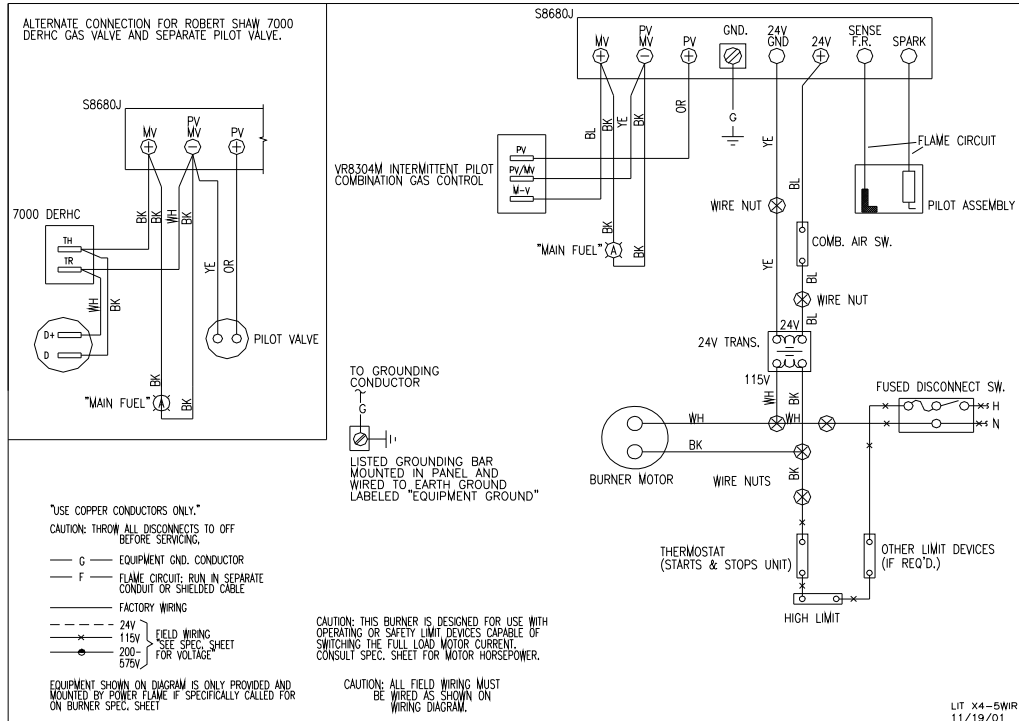 ALTERNATE CONNECTION FOR ROBERT SHAW 7000
DERHC GAS VALVE AND SEPARATE PILOT VALVE.
S8680J
MV
PV
MV
PV
7000 DERHC
TH
TR
BK
BK
WH
BK
YE
OR
WH
BK
D+
D
PILOT VALVE
BK
"MAIN FUEL"
A
BK
S8680J
MV
PV
MV
PV
GND.
24V
GND
24V
SENSE
F.R.
SPARK
BL
BK
YE
BK
OR
G
YE
BL
FLAME CIRCUIT
VR8304M INTERMITTENT PILOT
COMBINATION GAS CONTROL
PV
PV/MV
M-V
PILOT ASSEMBLY
WIRE NUT
BK
"MAIN FUEL"
A
BK
COMB. AIR SW.
YE
BL
WIRE NUT
BL
24V
24V TRANS.
115V
WH
BK
TO GROUNDING
CONDUCTOR
G
LISTED GROUNDING BAR
MOUNTED IN PANEL AND
WIRED TO EARTH GROUND
LABELED "EQUIPMENT GROUND"
FUSED DISCONNECT SW.
H
N
WH
WH
BK
BURNER MOTOR
WIRE NUTS
BK
THERMOSTAT
(STARTS & STOPS UNIT)
OTHER LIMIT DEVICES
(IF REQ'D.)
HIGH LIMIT
"USE COPPER CONDUCTORS ONLY."
CAUTION: THROW ALL DISCONNECTS TO OFF
BEFORE SERVICING.
G EQUIPMENT GND. CONDUCTOR
F FLAME CIRCUIT: RUN IN SEPARATE
CONDUIT OR SHIELDED CABLE
FACTORY WIRING
24V
115V
200-
575V
FIELD WIRING
"SEE SPEC. SHEET
FOR VOLTAGE"
EQUIPMENT SHOWN ON DIAGRAM IS ONLY PROVIDED AND
MOUNTED BY POWER FLAME IF SPECIFICALLY CALLED FOR
ON BURNER SPEC. SHEET
CAUTION: THIS BURNER IS DESIGNED FOR USE WITH
OPERATING OR SAFETY LIMIT DEVICES CAPABLE OF
SWITCHING THE FULL LOAD MOTOR CURRENT.
CONSULT SPEC. SHEET FOR MOTOR HORSEPOWER.
CAUTION: ALL FIELD WIRING MUST
BE WIRED AS SHOWN ON
WIRING DIAGRAM.
LIT X4-5WIR
11/19/01